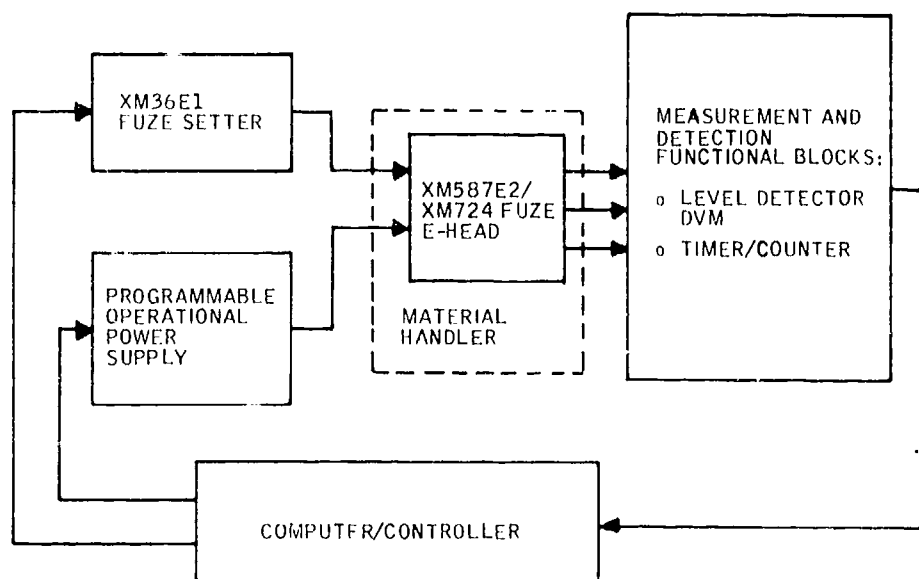 XM36E1
FUZE SETTER
PROGRAMMABLE
OPERATIONAL
POWER
SUPPLY
XM587E2/
XM724 FUZE
E-HEAD
MATERIAL
HANDLER
MEASUREMENT AND
DETECTION
FUNCTIONAL BLOCKS:
o LEVEL DETECTOR
DVM
o TIMER/COUNTER
COMPUTFR/CONTROLLER